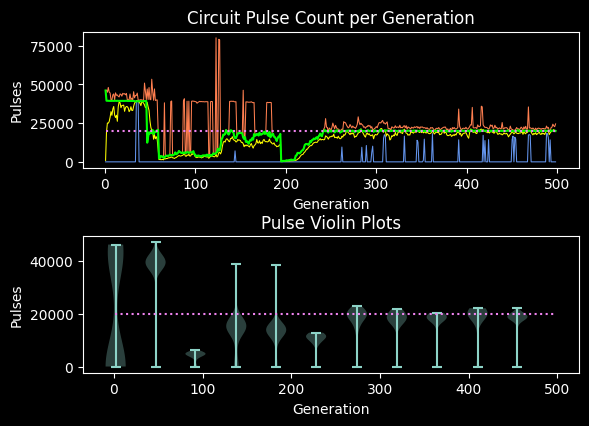 Circuit Pulse Count per Generation
75000
50000
25000
0
Pulses
0 100 200 300 400 500
Generation
Pulse Violin Plots
40000
20000
0
Pulses
0 100 200 300 400 500
Generation